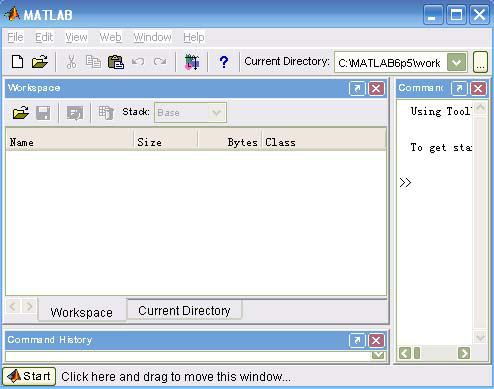 MATLAB
File Edit View Web Window Help
Current Directory: C:\MATLAB6p5\work ...
Workspace
Stack: Base
Name Size Bytes Class
Workspace Current Directory
Command History
Comman
Using Tool
To get sta
>>
Start Click here and drag to move this window...